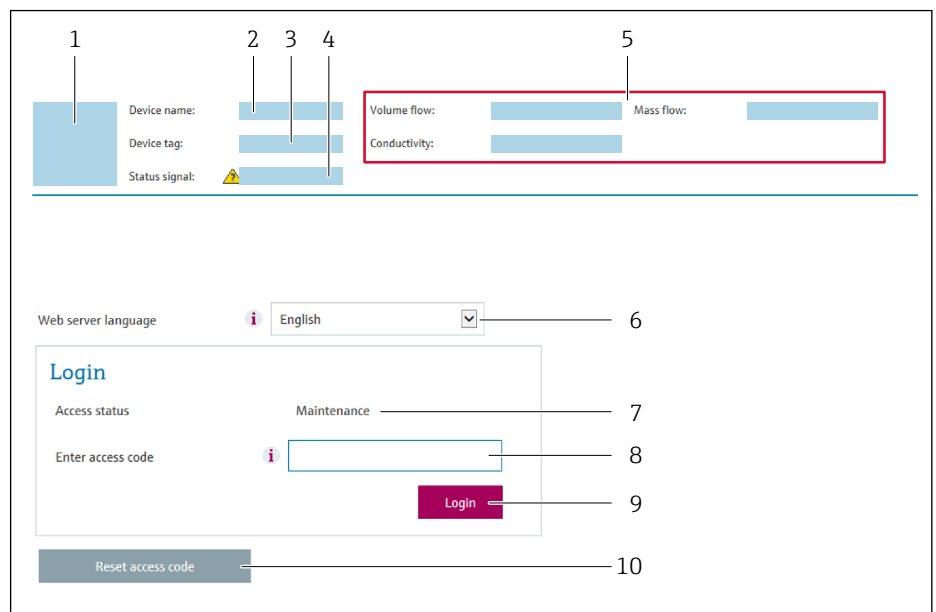 1 2 3 4 5
Device name: Volume flow: Mass flow:
Device tag: Conductivity:
Status signal: ?
Web server language i English 6
Login
Access status Maintenance 7
Enter access code i 8
Login 9
Reset access code 10